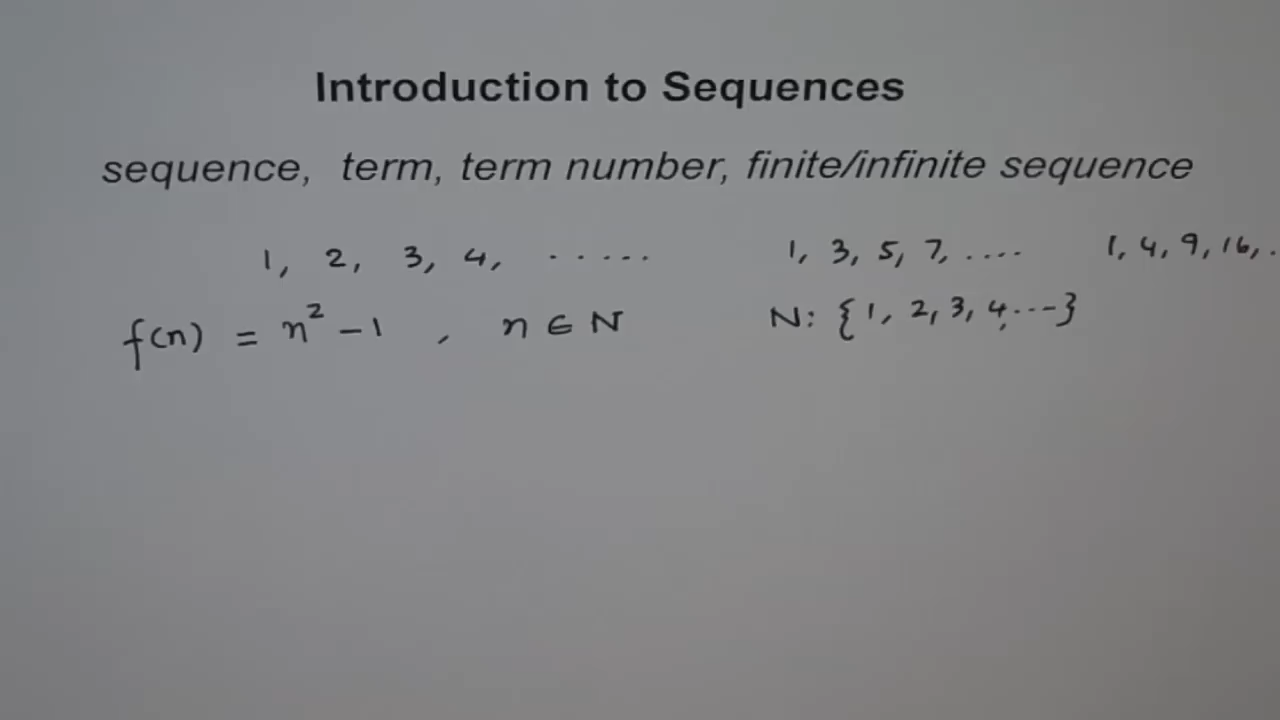 Introduction to Sequences
sequence, term, term number, finite/infinite sequence
1, 2, 3, 4, ..... 1, 3, 5, 7, .... 1, 4, 9, 16, .
f(n) = n² - 1 , n ∈ N N: {1, 2, 3, 4, ...-}